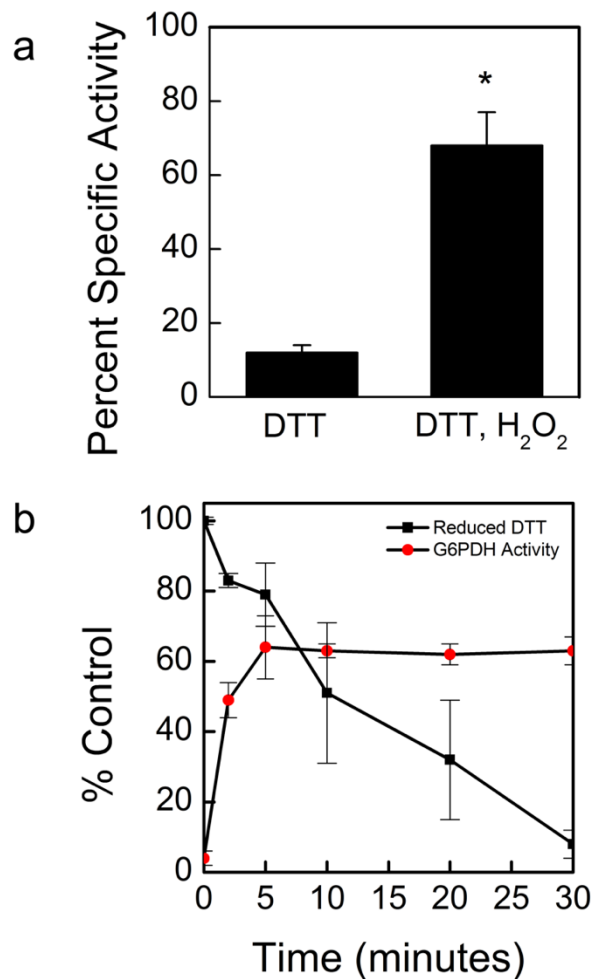 a
Percent Specific Activity
100
80
60
40
20
0
*
DTT
DTT, H₂O₂
b
% Control
100
80
60
40
20
0
Reduced DTT
G6PDH Activity
0 5 10 15 20 25 30
Time (minutes)